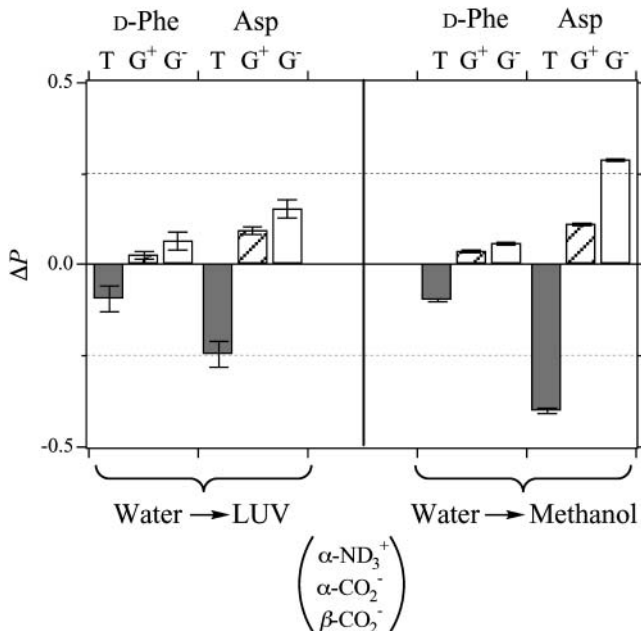 D-Phe Asp D-Phe Asp
T G⁺ G⁻ T G⁺ G⁻ T G⁺ G⁻ T G⁺ G⁻
0.5
0.0
-0.5
ΔP
Water → LUV Water → Methanol
α-ND₃⁺
α-CO₂⁻
β-CO₂⁻